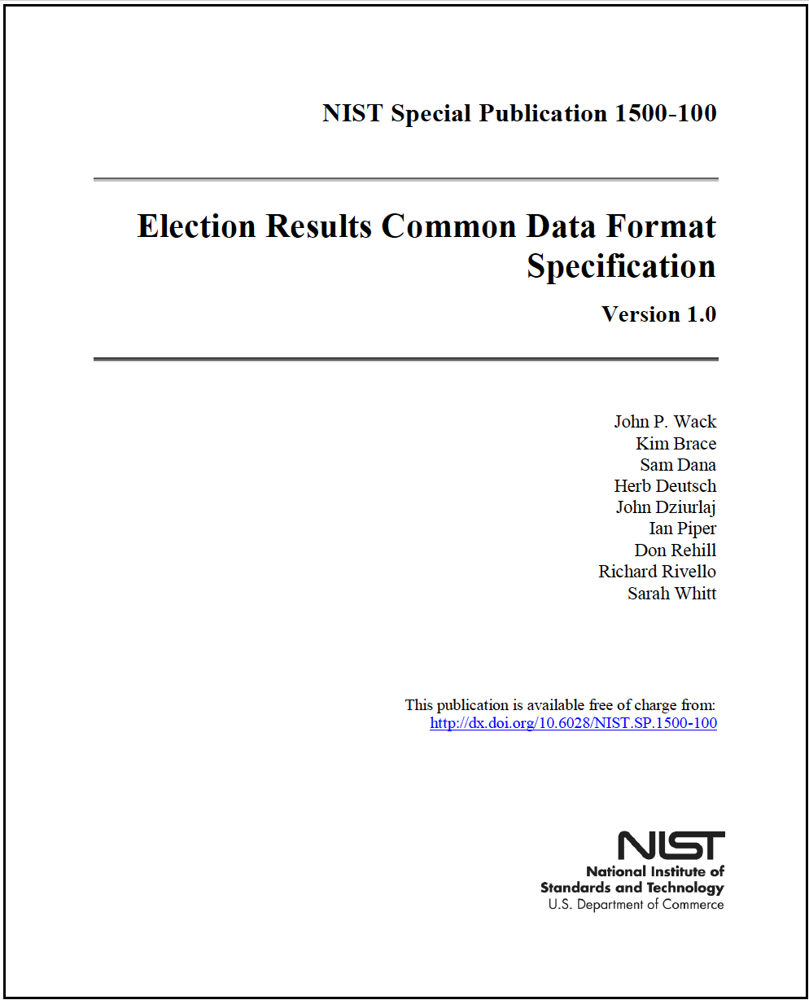 NIST Special Publication 1500-100
Election Results Common Data Format
Specification
Version 1.0
John P. Wack
Kim Brace
Sam Dana
Herb Deutsch
John Dziurlaj
Ian Piper
Don Rehill
Richard Rivello
Sarah Whitt
This publication is available free of charge from:
http://dx.doi.org/10.6028/NIST.SP.1500-100
NIST
National Institute of
Standards and Technology
U.S. Department of Commerce